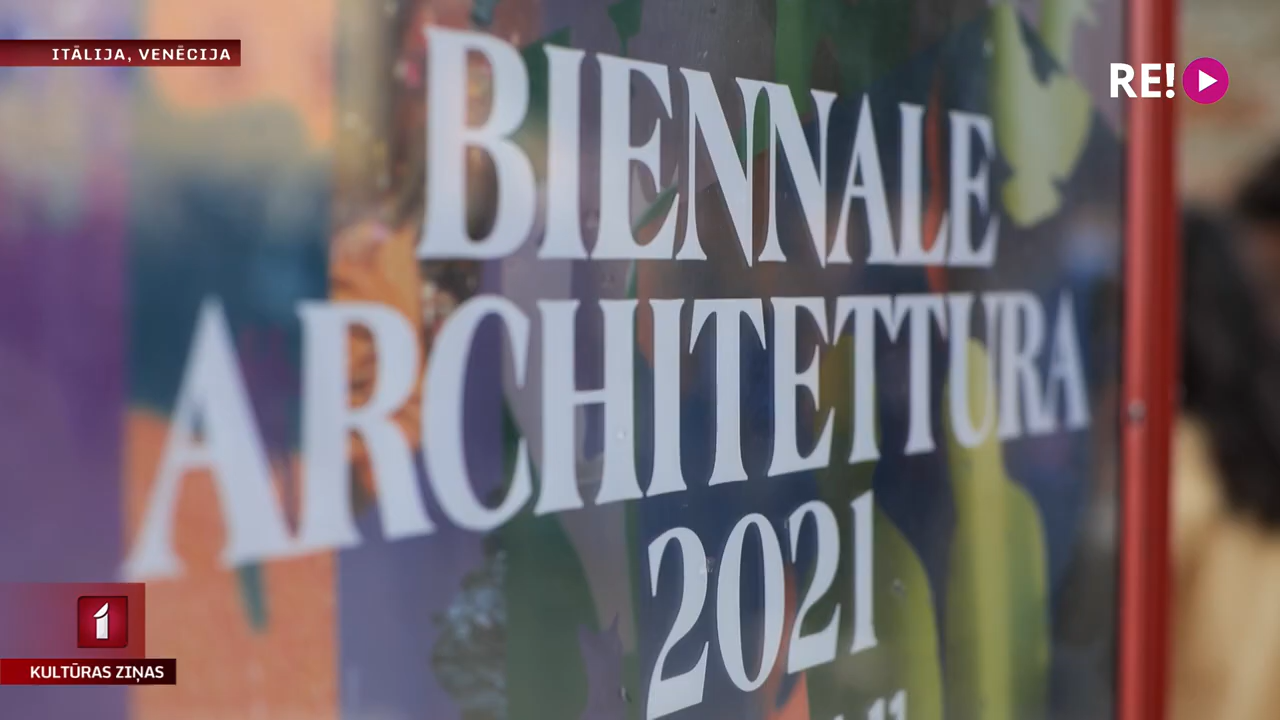 ITĀLIJA, VENĒCIJA
RE!
BIENNALE
ARCHITETTURA
2021
1
KULTŪRAS ZIŅAS